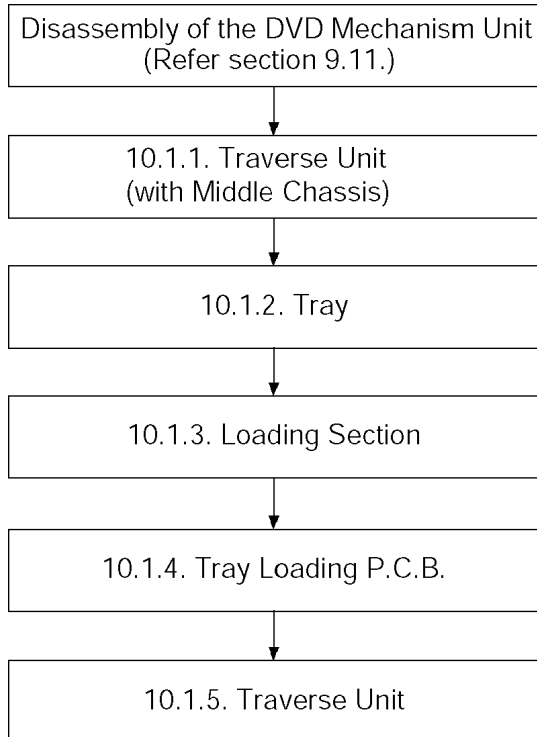 Disassembly of the DVD Mechanism Unit
(Refer section 9.11.)
10.1.1. Traverse Unit
(with Middle Chassis)
10.1.2. Tray
10.1.3. Loading Section
10.1.4. Tray Loading P.C.B.
10.1.5. Traverse Unit